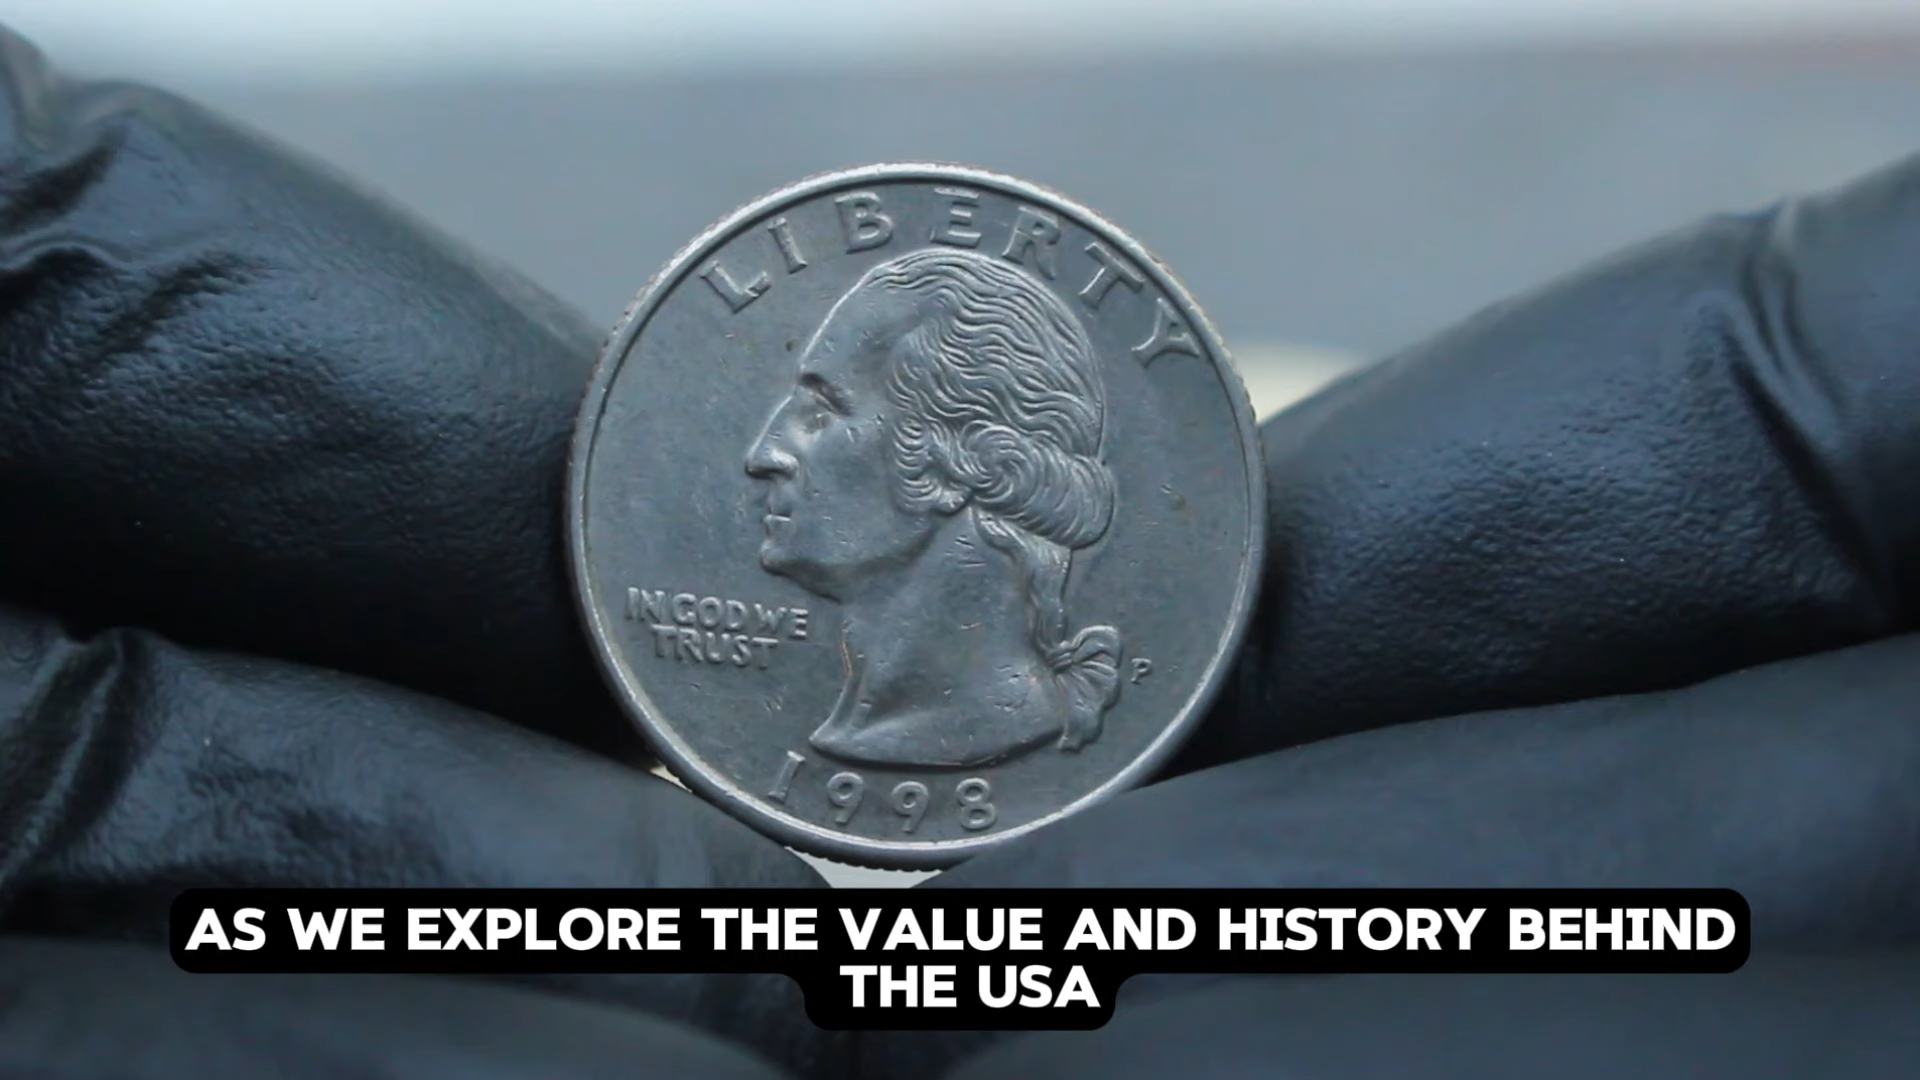 LIBERTY
IN GOD WE
TRUST
P
1998
AS WE EXPLORE THE VALUE AND HISTORY BEHIND
THE USA